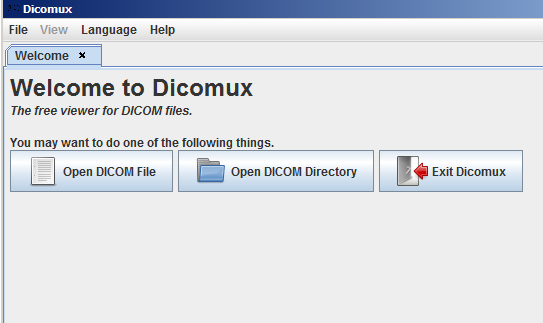 Dicomux
File View Language Help
Welcome
Welcome to Dicomux
The free viewer for DICOM files.
You may want to do one of the following things.
Open DICOM File Open DICOM Directory Exit Dicomux